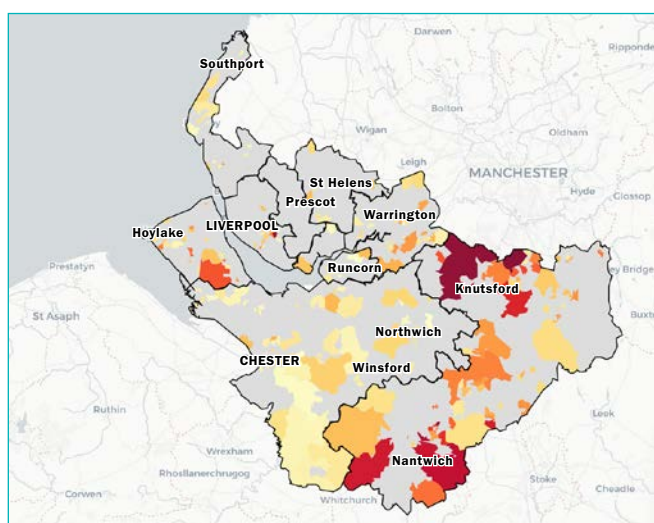 Darwen
Ripponde
Southport
Bolton
Wigan
Oldham
Leigh
MANCHESTER
St Helens
Hyde
Glossop
Prescot
LIVERPOOL
Warrington
Hoylake
Runcorn
Prestatyn
Knutsford
ey Bridge
St Asaph
Buxt
Northwich
CHESTER
Winsford
Ruthin
Leek
Wrexham
Nantwich
Rhosllanerchrugog
Stoke
Cheadle
Corwen
Whitchurch